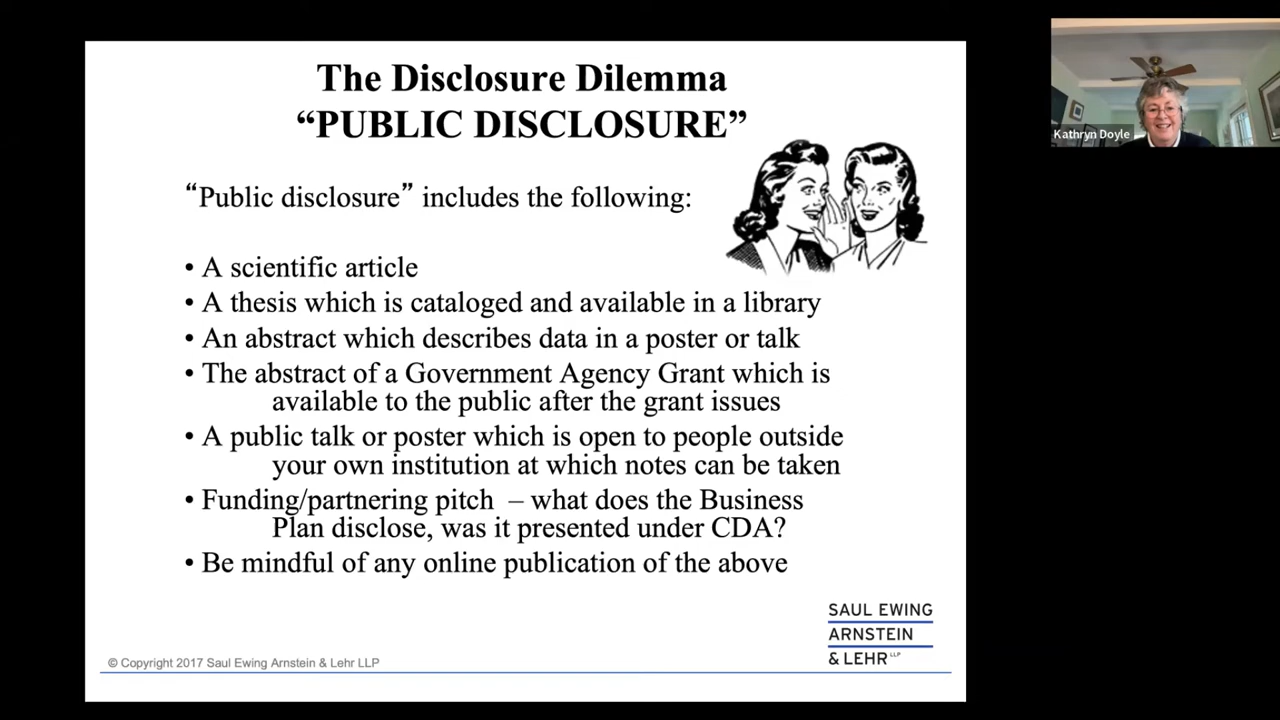 The Disclosure Dilemma
“PUBLIC DISCLOSURE”
Kathryn Doyle
“Public disclosure” includes the following:
• A scientific article
• A thesis which is cataloged and available in a library
• An abstract which describes data in a poster or talk
• The abstract of a Government Agency Grant which is
available to the public after the grant issues
• A public talk or poster which is open to people outside
your own institution at which notes can be taken
• Funding/partnering pitch – what does the Business
Plan disclose, was it presented under CDA?
• Be mindful of any online publication of the above
SAUL EWING
ARNSTEIN
& LEHR LLP
© Copyright 2017 Saul Ewing Arnstein & Lehr LLP